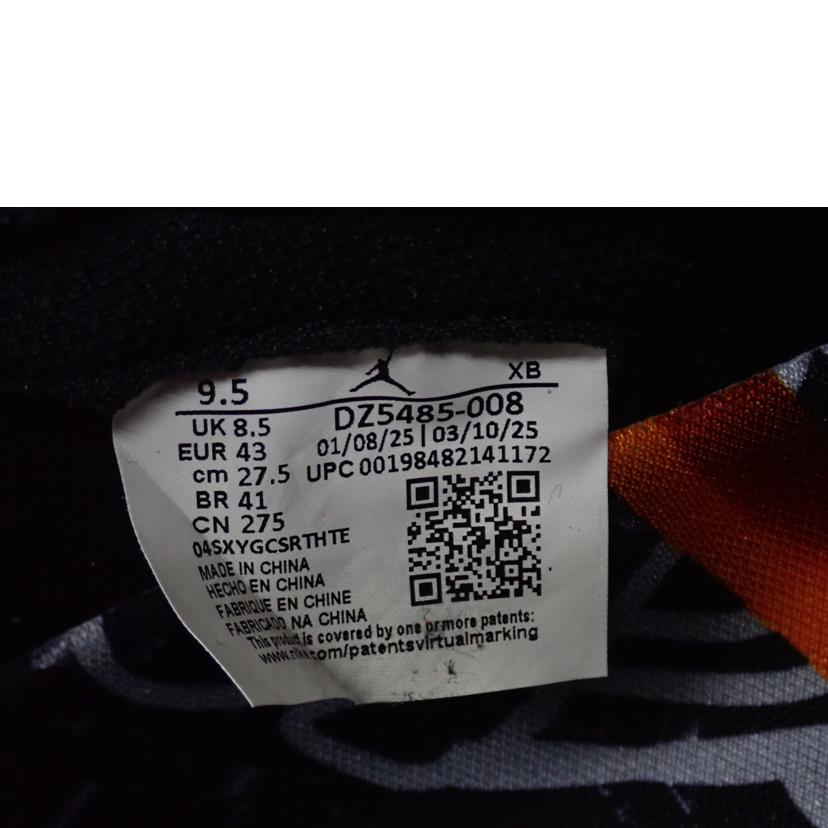 9.5 XB
UK 8.5 DZ5485-008
EUR 43 01/08/25 | 03/10/25
cm 27.5 UPC 00198482141172
BR 41
CN 275
04SXYGCSRTHTE
MADE IN CHINA
HECHO EN CHINA
FABRIQUE EN CHINE
FABRICADO NA CHINA
This product is covered by one or more patents:
www.nike.com/patentsvirtualmarking